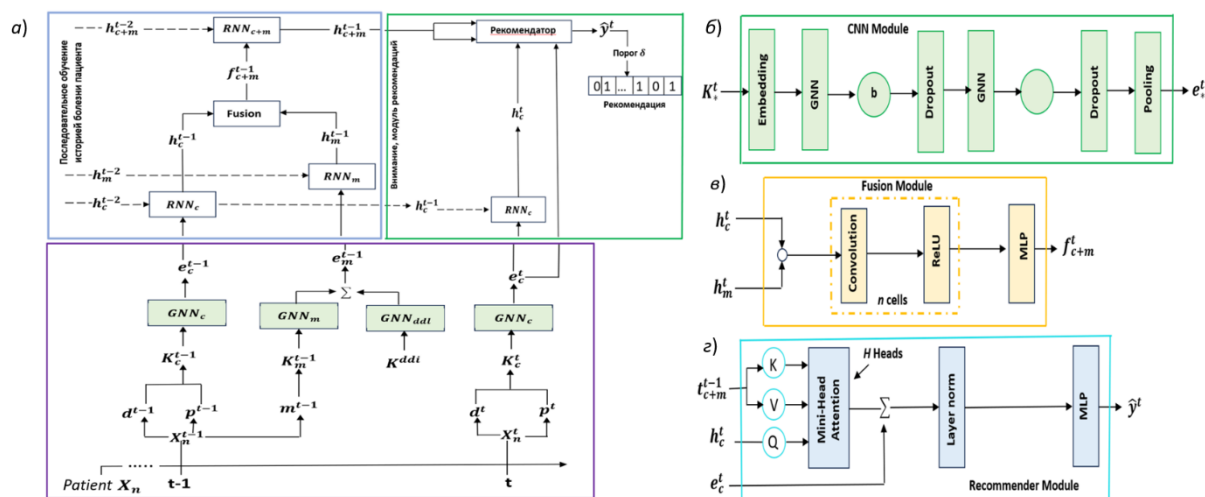 а)
Последовательное обучение
историей болезни пациента
h_{c+m}^{t-2}
RNN_{c+m}
h_{c+m}^{t-1}
f_{c+m}^{t-1}
Fusion
h_c^{t-1}
h_m^{t-1}
h_m^{t-2}
RNN_m
h_c^{t-2}
RNN_c
Внимание, модуль рекомендаций
Рекомендатор
ŷ^t
Порог δ
0 1 ... 1 0 1
Рекомендация
h_c^t
h_c^{t-1}
RNN_c
e_c^{t-1}
e_m^{t-1}
e_c^t
Σ
GNN_c
GNN_m
GNN_{ddl}
GNN_c
K_c^{t-1}
K_m^{t-1}
K^{ddi}
K_c^t
d^{t-1}
p^{t-1}
m^{t-1}
d^t
p^t
X_n^{t-1}
X_n^t
.....
Patient X_n
t-1
t
б)
CNN Module
K_*^t
Embedding
GNN
b
Dropout
GNN
Dropout
Pooling
e_*^t
в)
Fusion Module
h_c^t
h_m^t
Convolution
ReLU
n cells
MLP
f_{c+m}^t
г)
H Heads
K
V
Q
t_{c+m}^{t-1}
h_c^t
e_c^t
Mini-Head
Attention
Σ
Layer norm
MLP
ŷ^t
Recommender Module